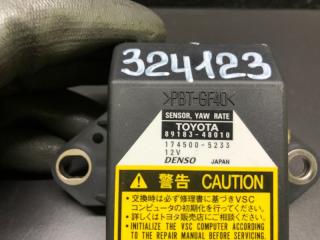 324123
>PBT-GF40<
SENSOR, YAW RATE
TOYOTA
89183-48010
174500-5233
12V
DENSO JAPAN
警告 CAUTION
・交換時は必ず修理書に基づきVSC
コンピュータの初期化を行ってください。
・詳しくはトヨタ販売店にご相談ください。
・INITIALIZE THE VSC COMPUTER ACCORDING
TO THE REPAIR MANUAL BEFORE SERVICING